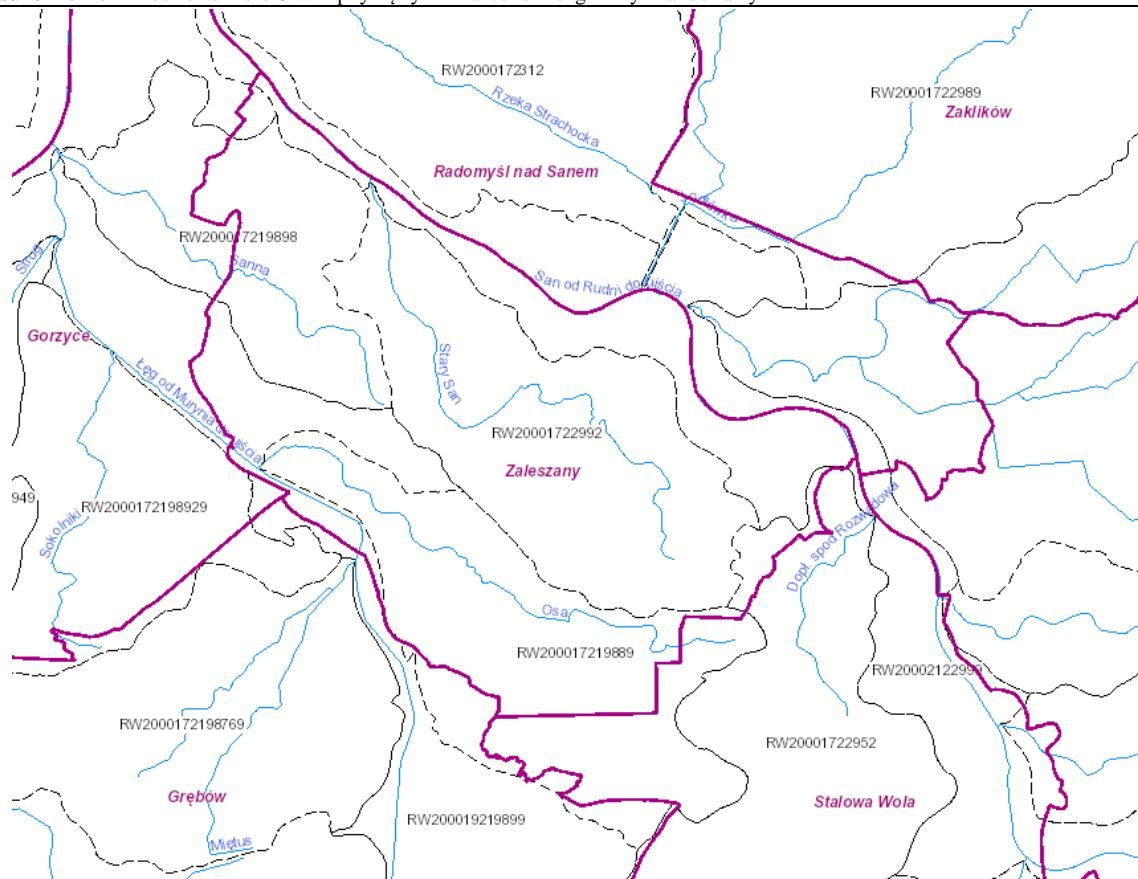 RW2000172312
RW20001722989
Zaklików
Rzeka Strachocka
Radomyśl nad Sanem
RW200017219898
Sanna
Strug
San od Rudni do ujścia
Gorzyce
Łęg od Murynia do ujścia
Stary San
RW20001722992
Zaleszany
949
RW2000172198929
Sokolniki
Dopł. spod Rozwadowa
Osa
RW200017219889
RW20002122999
RW2000172198769
RW20001722952
Grębów
Stalowa Wola
RW200019219899
Miętus